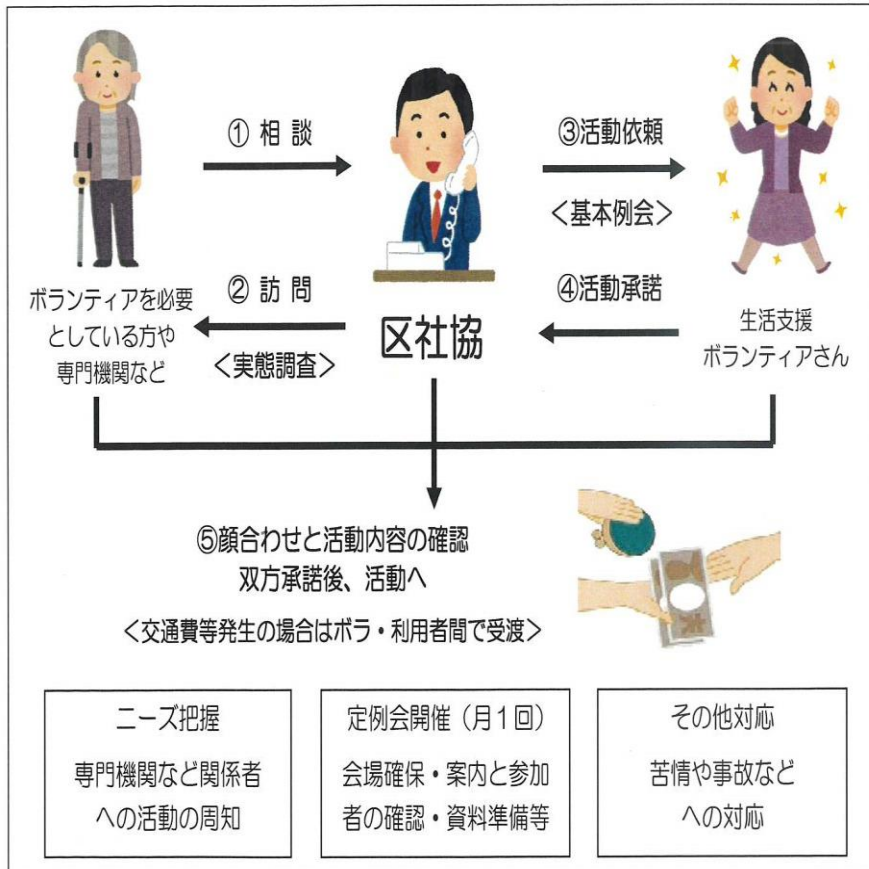 ① 相 談
③活動依頼
＜基本例会＞
② 訪 問
＜実態調査＞
④活動承諾
ボランティアを必要
としている方や
専門機関など
区社協
生活支援
ボランティアさん
⑤顔合わせと活動内容の確認
双方承諾後、活動へ
＜交通費等発生の場合はボラ・利用者間で受渡＞
ニーズ把握
専門機関など関係者
への活動の周知
定例会開催（月１回）
会場確保・案内と参加
者の確認・資料準備等
その他対応
苦情や事故など
への対応